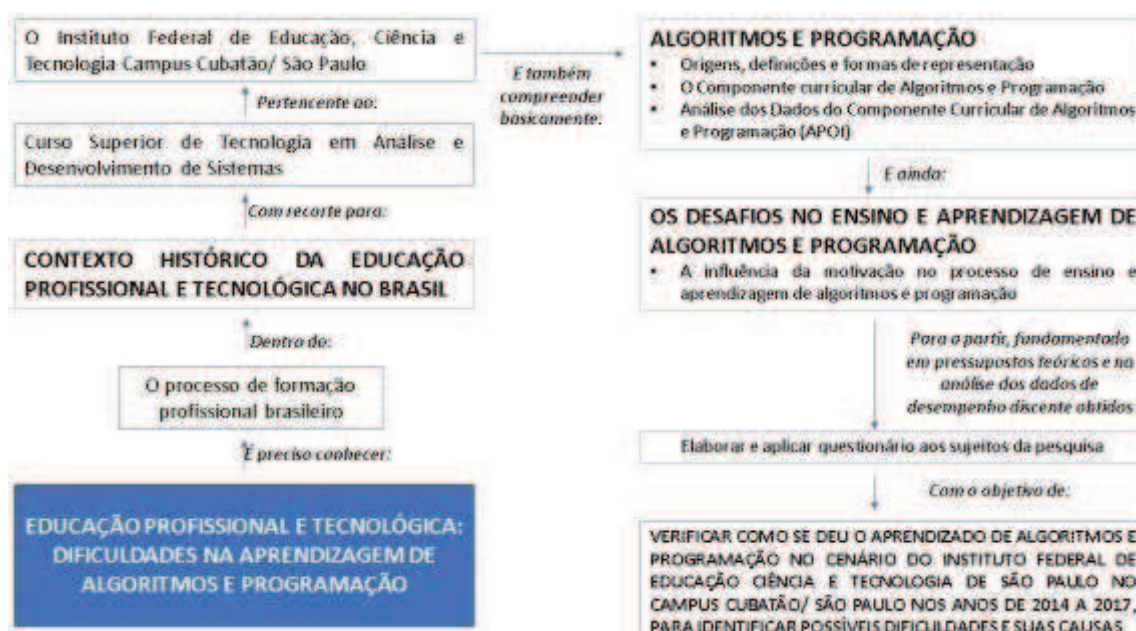 O Instituto Federal de Educação, Ciência e
Tecnologia Campus Cubatão/ São Paulo
Pertencente ao:
Curso Superior de Tecnologia em Análise e
Desenvolvimento de Sistemas
Com recorte para:
CONTEXTO HISTÓRICO DA EDUCAÇÃO
PROFISSIONAL E TECNOLÓGICA NO BRASIL
Dentro do:
O processo de formação
profissional brasileiro
É preciso conhecer:
EDUCAÇÃO PROFISSIONAL E TECNOLÓGICA:
DIFICULDADES NA APRENDIZAGEM DE
ALGORITMOS E PROGRAMAÇÃO
E também
compreender
basicamente:
ALGORITMOS E PROGRAMAÇÃO
• Origens, definições e formas de representação
• O Componente curricular de Algoritmos e Programação
• Análise dos Dados do Componente Curricular de Algoritmos
e Programação (APOI)
E ainda:
OS DESAFIOS NO ENSINO E APRENDIZAGEM DE
ALGORITMOS E PROGRAMAÇÃO
• A influência da motivação no processo de ensino e
aprendizagem de algoritmos e programação
Para a partir, fundamentado
em pressupostos teóricos e na
análise dos dados de
desempenho discente obtidos
Elaborar e aplicar questionário aos sujeitos da pesquisa
Com o objetivo de:
VERIFICAR COMO SE DEU O APRENDIZADO DE ALGORITMOS E
PROGRAMAÇÃO NO CENÁRIO DO INSTITUTO FEDERAL DE
EDUCAÇÃO CIÊNCIA E TECNOLOGIA DE SÃO PAULO NO
CAMPUS CUBATÃO/ SÃO PAULO NOS ANOS DE 2014 A 2017,
PARA IDENTIFICAR POSSÍVEIS DIFICULDADES E SUAS CAUSAS